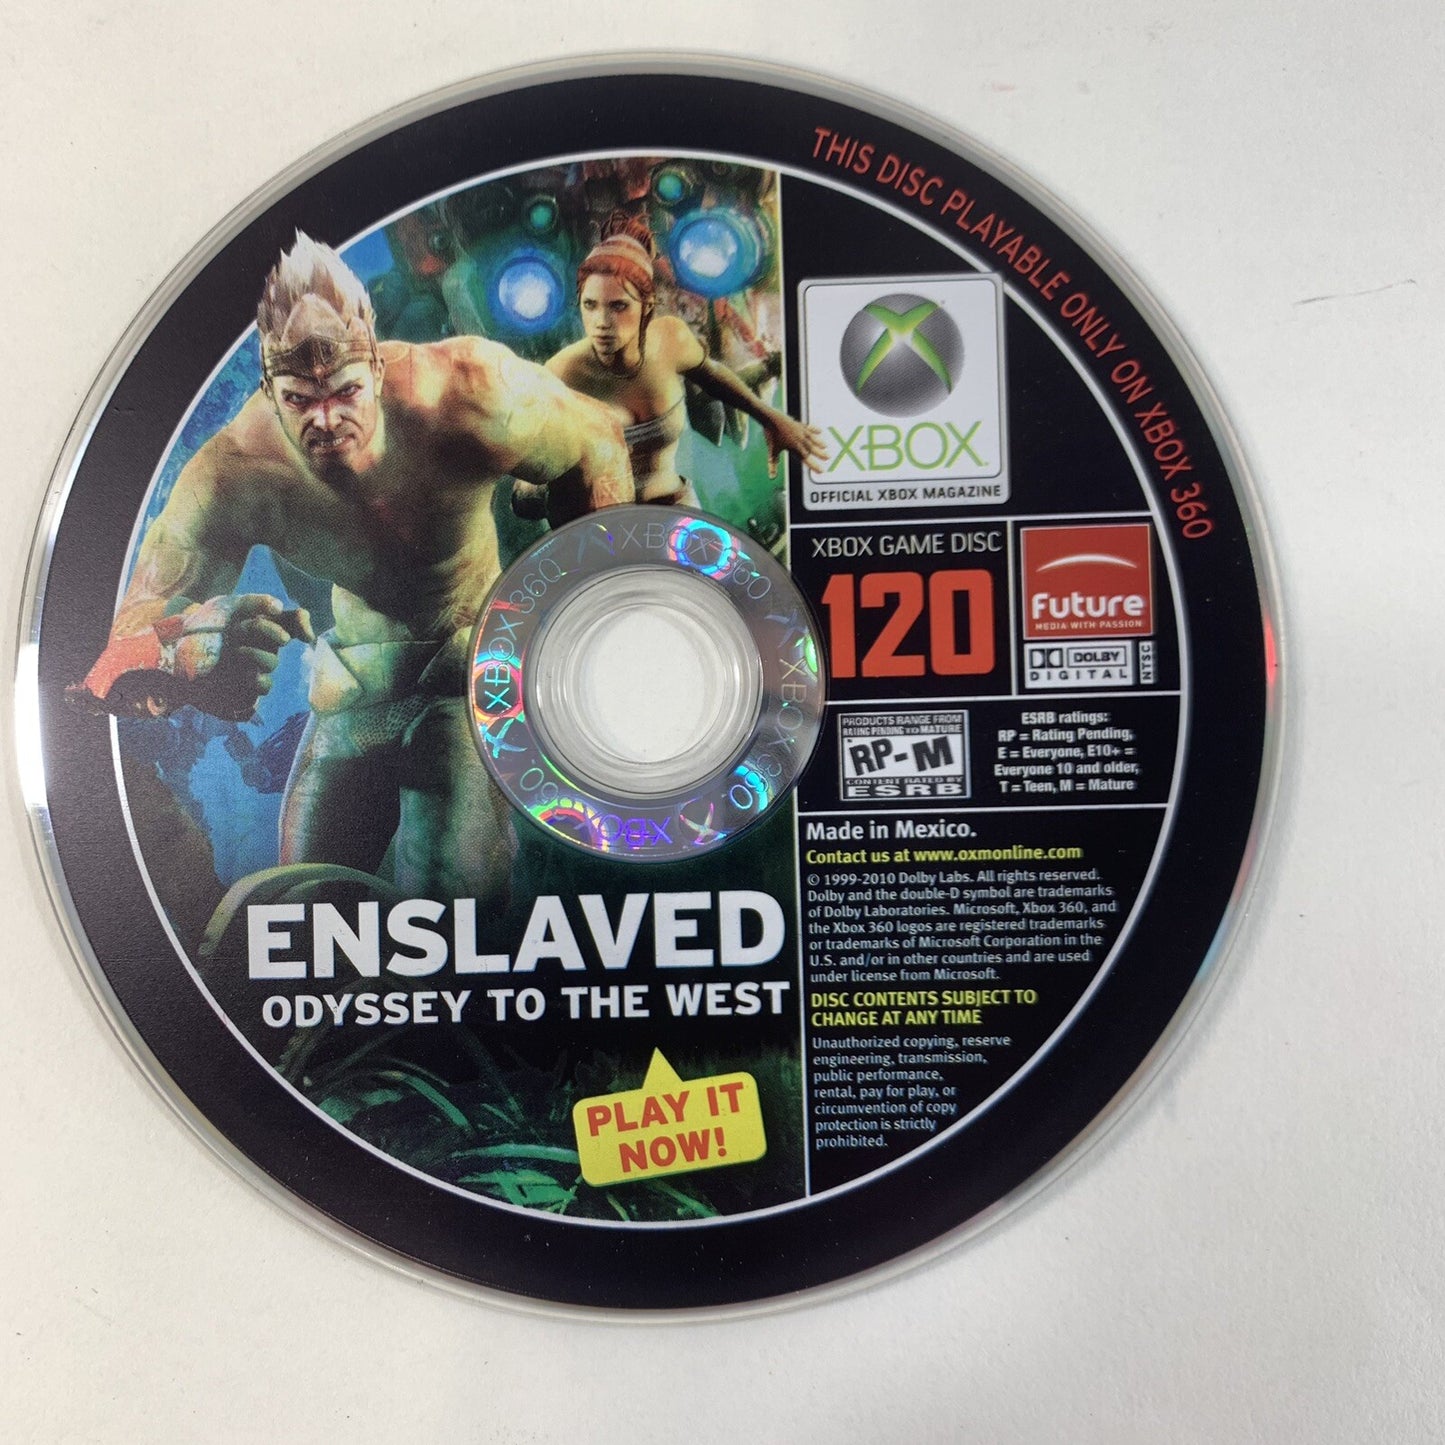 THIS DISC PLAYABLE ONLY ON XBOX 360
XBOX
OFFICIAL XBOX MAGAZINE
XBOX GAME DISC
120
Future
MEDIA WITH PASSION
DOLBY
DIGITAL
NTSC
PRODUCTS RANGE FROM
RATING PENDING TO MATURE
RP-M
CONTENT RATED BY
ESRB
ESRB ratings:
RP = Rating Pending,
E = Everyone, E10+ =
Everyone 10 and older,
T = Teen, M = Mature
Made in Mexico.
Contact us at www.oxmonline.com
© 1999-2010 Dolby Labs. All rights reserved.
Dolby and the double-D symbol are trademarks
of Dolby Laboratories. Microsoft, Xbox 360, and
the Xbox 360 logos are registered trademarks
or trademarks of Microsoft Corporation in the
U.S. and/or in other countries and are used
under license from Microsoft.
DISC CONTENTS SUBJECT TO
CHANGE AT ANY TIME
Unauthorized copying, reserve
engineering, transmission,
public performance,
rental, pay for play, or
circumvention of copy
protection is strictly
prohibited.
ENSLAVED
ODYSSEY TO THE WEST
PLAY IT
NOW!
XBOX 360
XBOX 360
XBOX 360
XBOX 360